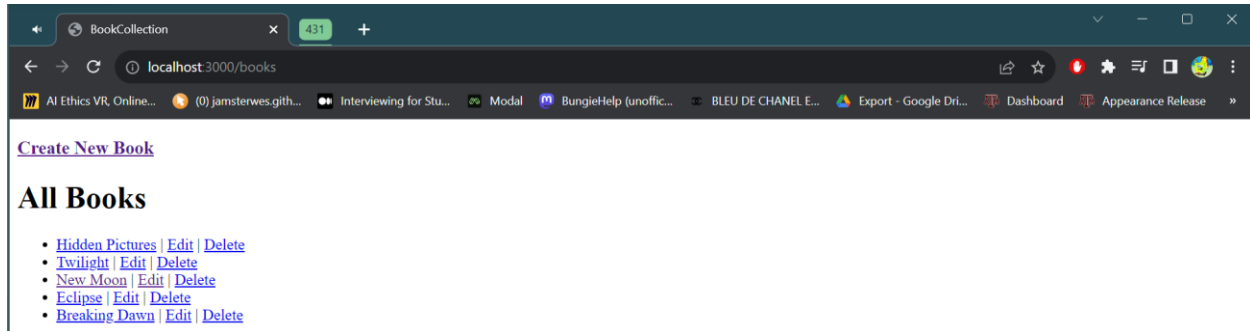 BookCollection
431
localhost:3000/books
AI Ethics VR, Online... (0) jamsterwes.gith... Interviewing for Stu... Modal BungieHelp (unoffic... BLEU DE CHANEL E... Export - Google Dri... Dashboard Appearance Release »
Create New Book
All Books
• Hidden Pictures | Edit | Delete
• Twilight | Edit | Delete
• New Moon | Edit | Delete
• Eclipse | Edit | Delete
• Breaking Dawn | Edit | Delete